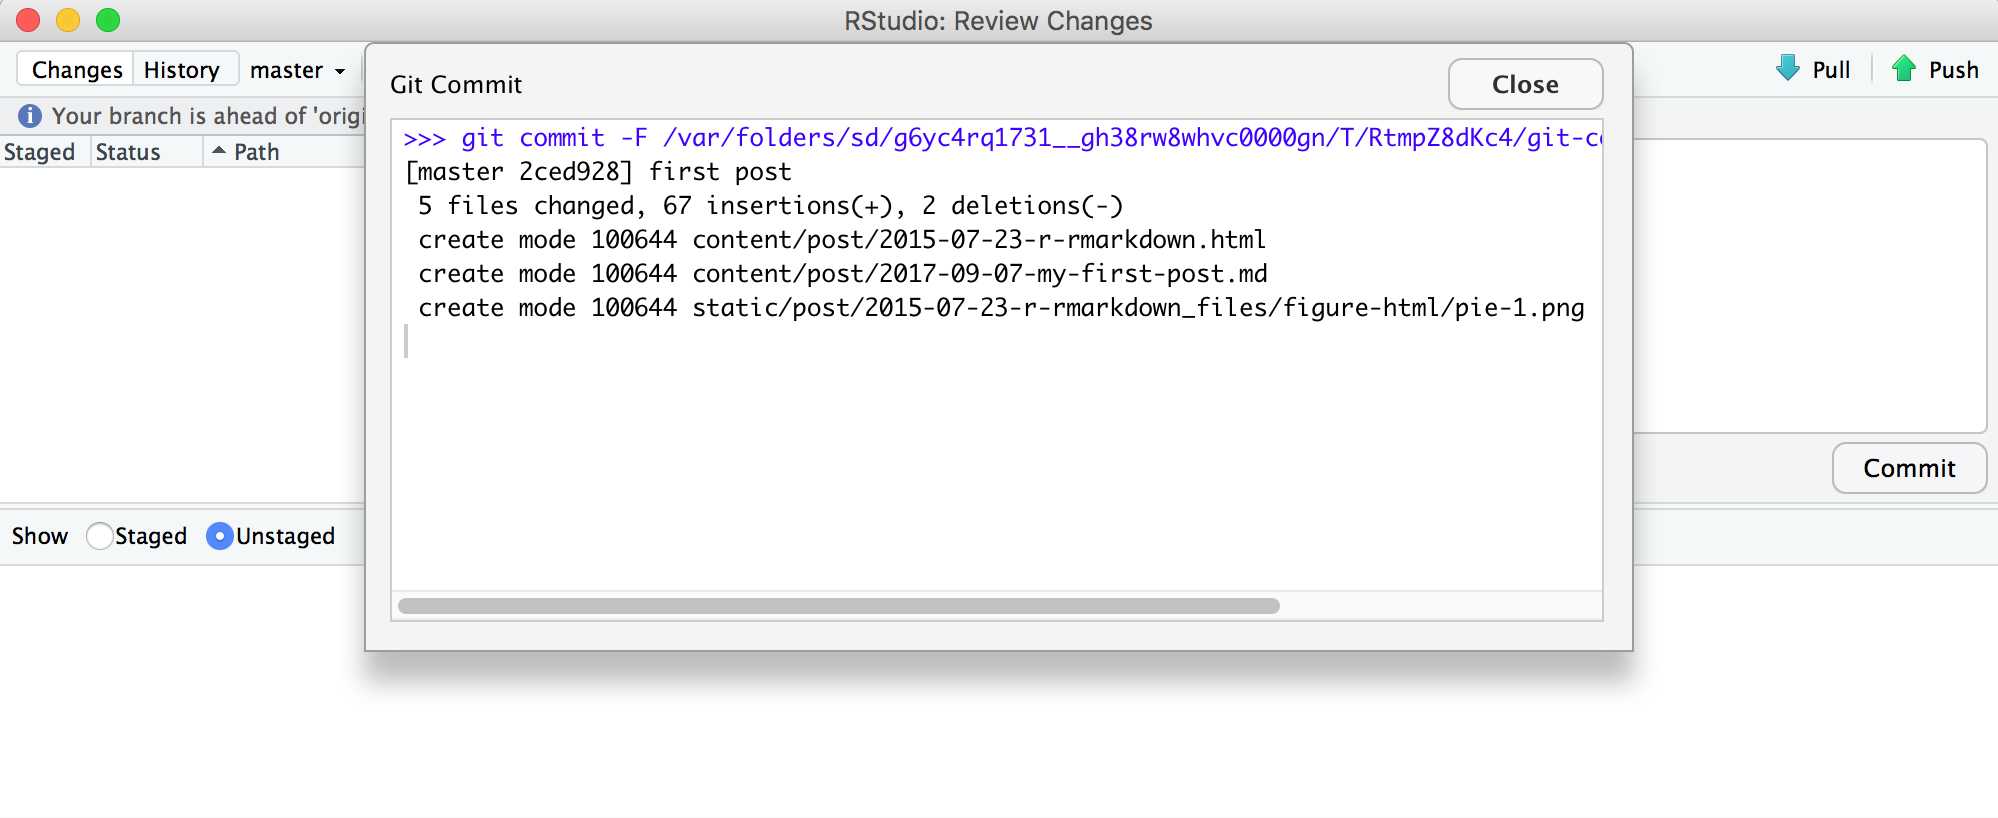 RStudio: Review Changes
Changes History master Pull Push
Your branch is ahead of
Staged Status Path
Git Commit Close
>>> git commit -F /var/folders/sd/g6yc4rq1731__gh38rw8whvc0000gn/T/RtmpZ8dKc4/git-c
[master 2ced928] first post
5 files changed, 67 insertions(+), 2 deletions(-)
create mode 100644 content/post/2015-07-23-r-rmarkdown.html
create mode 100644 content/post/2017-09-07-my-first-post.md
create mode 100644 static/post/2015-07-23-r-rmarkdown_files/figure-html/pie-1.png
Commit
Show Staged Unstaged